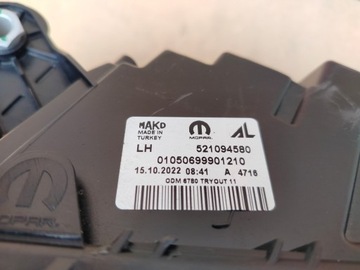 MAKO
MADE IN
TURKEY
MOPAR
AL
LH 521094580
01050699901210
15.10.2022 08:41 A 4716
ODM 6780 TRYOUT 11
MOPAR